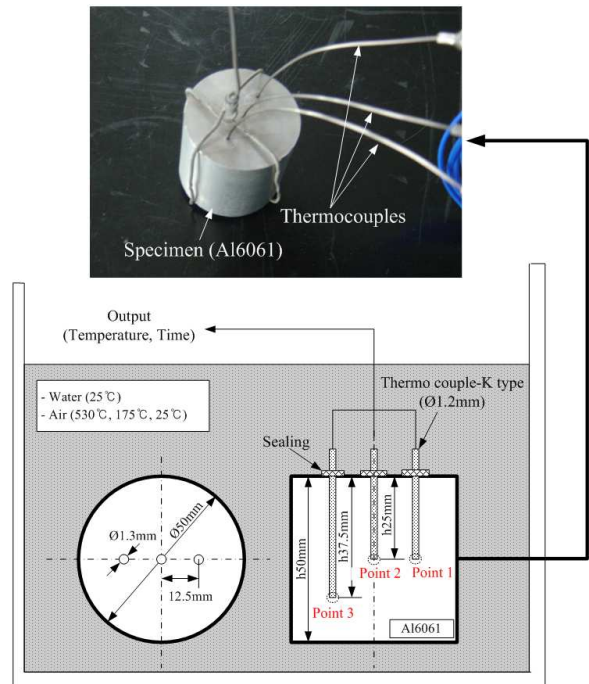 Thermocouples
Specimen (Al6061)
Output
(Temperature, Time)
- Water (25℃)
- Air (530℃, 175℃, 25℃)
Thermo couple-K type
(Ø1.2mm)
Sealing
Ø1.3mm
Ø50mm
12.5mm
h50mm
h37.5mm
h25mm
Point 2
Point 1
Point 3
Al6061